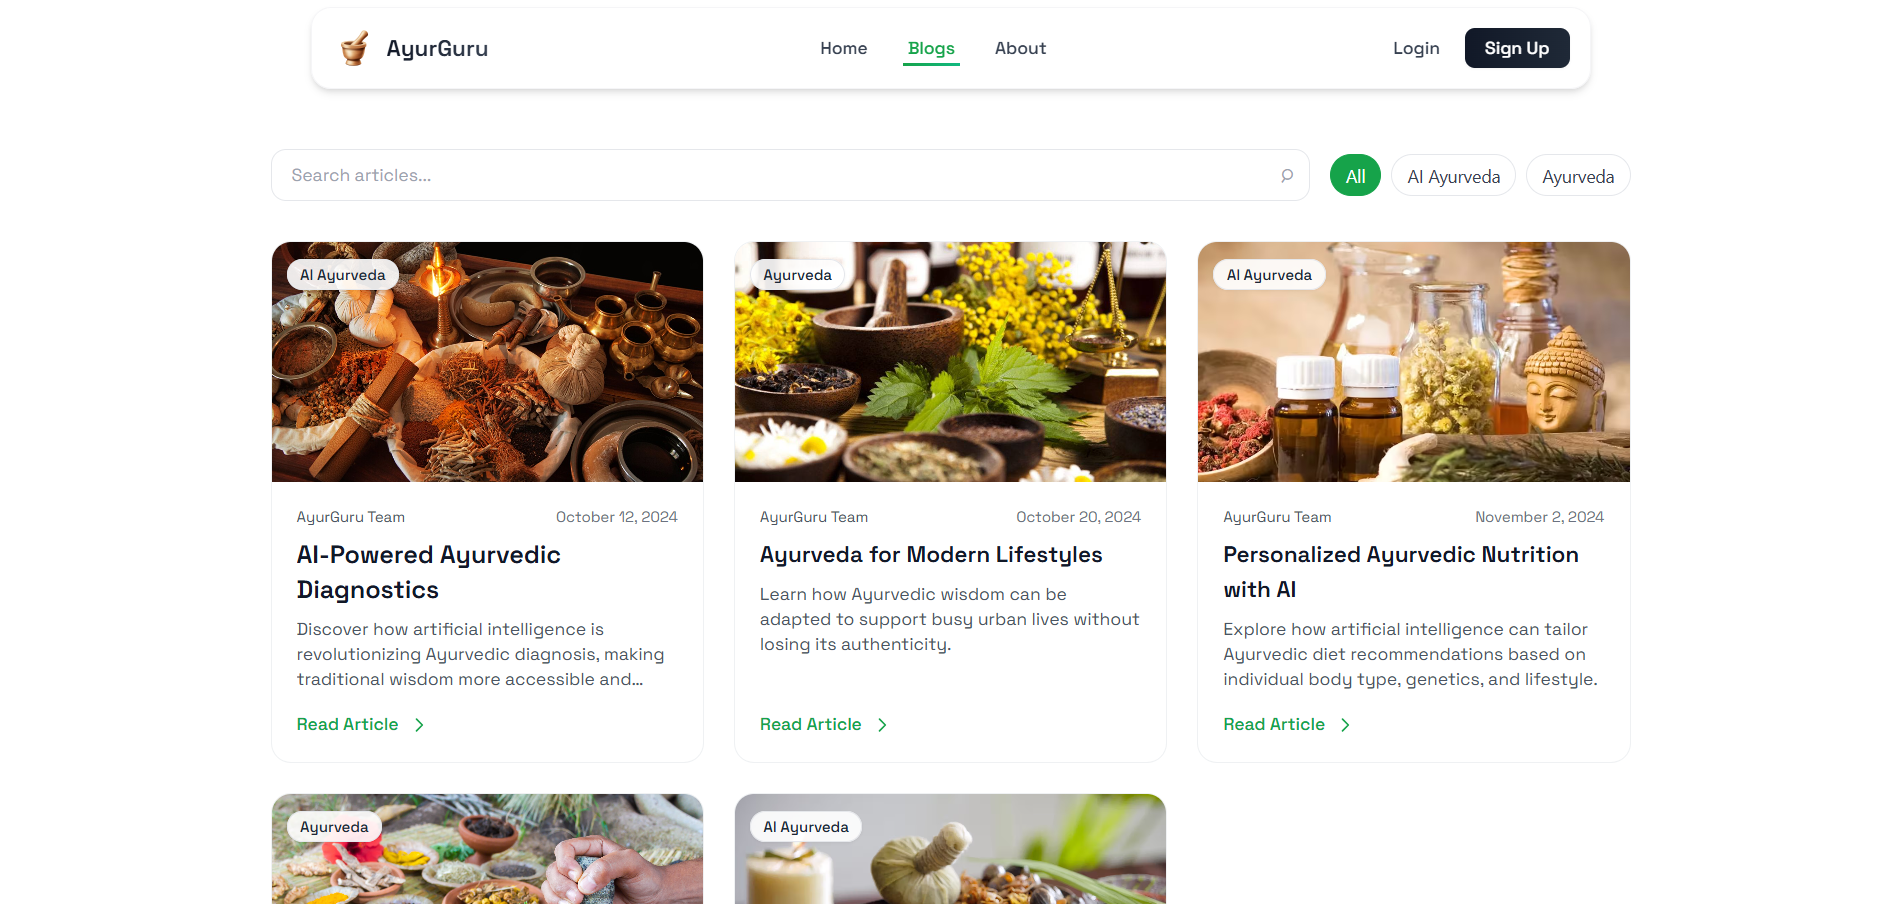 AyurGuru
Home
Blogs
About
Login
Sign Up
Search articles...
All
AI Ayurveda
Ayurveda
AI Ayurveda
Ayurveda
AI Ayurveda
AyurGuru Team
October 12, 2024
AI-Powered Ayurvedic
Diagnostics
Discover how artificial intelligence is
revolutionizing Ayurvedic diagnosis, making
traditional wisdom more accessible and...
Read Article
AyurGuru Team
October 20, 2024
Ayurveda for Modern Lifestyles
Learn how Ayurvedic wisdom can be
adapted to support busy urban lives without
losing its authenticity.
Read Article
AyurGuru Team
November 2, 2024
Personalized Ayurvedic Nutrition
with AI
Explore how artificial intelligence can tailor
Ayurvedic diet recommendations based on
individual body type, genetics, and lifestyle.
Read Article
Ayurveda
AI Ayurveda